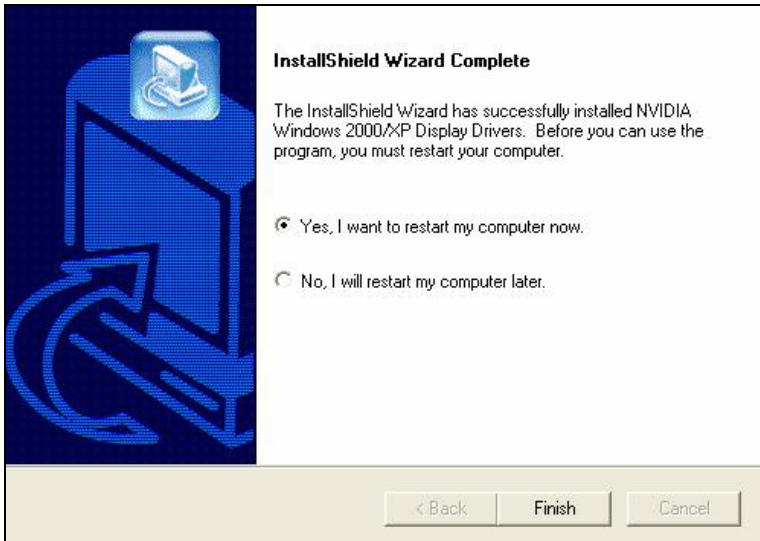 InstallShield Wizard Complete
The InstallShield Wizard has successfully installed NVIDIA
Windows 2000/XP Display Drivers.  Before you can use the
program, you must restart your computer.
Yes, I want to restart my computer now.
No, I will restart my computer later.
< Back
Finish
Cancel